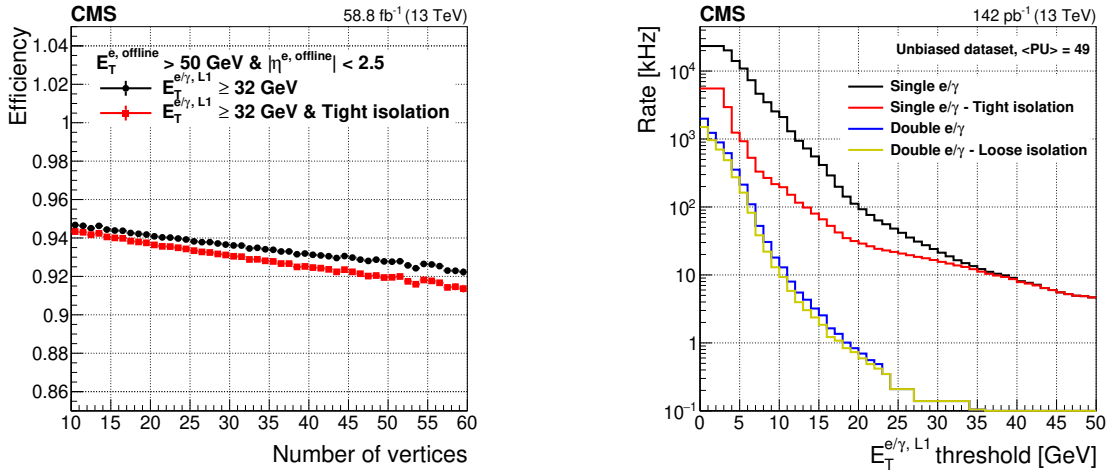 CMS 58.8 fb⁻¹ (13 TeV)
Efficiency
E_T^{e, offline} > 50 GeV & |η^{e, offline}| < 2.5
E_T^{e/γ, L1} ≥ 32 GeV
E_T^{e/γ, L1} ≥ 32 GeV & Tight isolation
1.04
1.02
1
0.98
0.96
0.94
0.92
0.9
0.88
0.86
10 15 20 25 30 35 40 45 50 55 60
Number of vertices
CMS 142 pb⁻¹ (13 TeV)
Rate [kHz]
Unbiased dataset, <PU> = 49
Single e/γ
Single e/γ - Tight isolation
Double e/γ
Double e/γ - Loose isolation
10⁴
10³
10²
10
1
10⁻¹
0 5 10 15 20 25 30 35 40 45 50
E_T^{e/γ, L1} threshold [GeV]